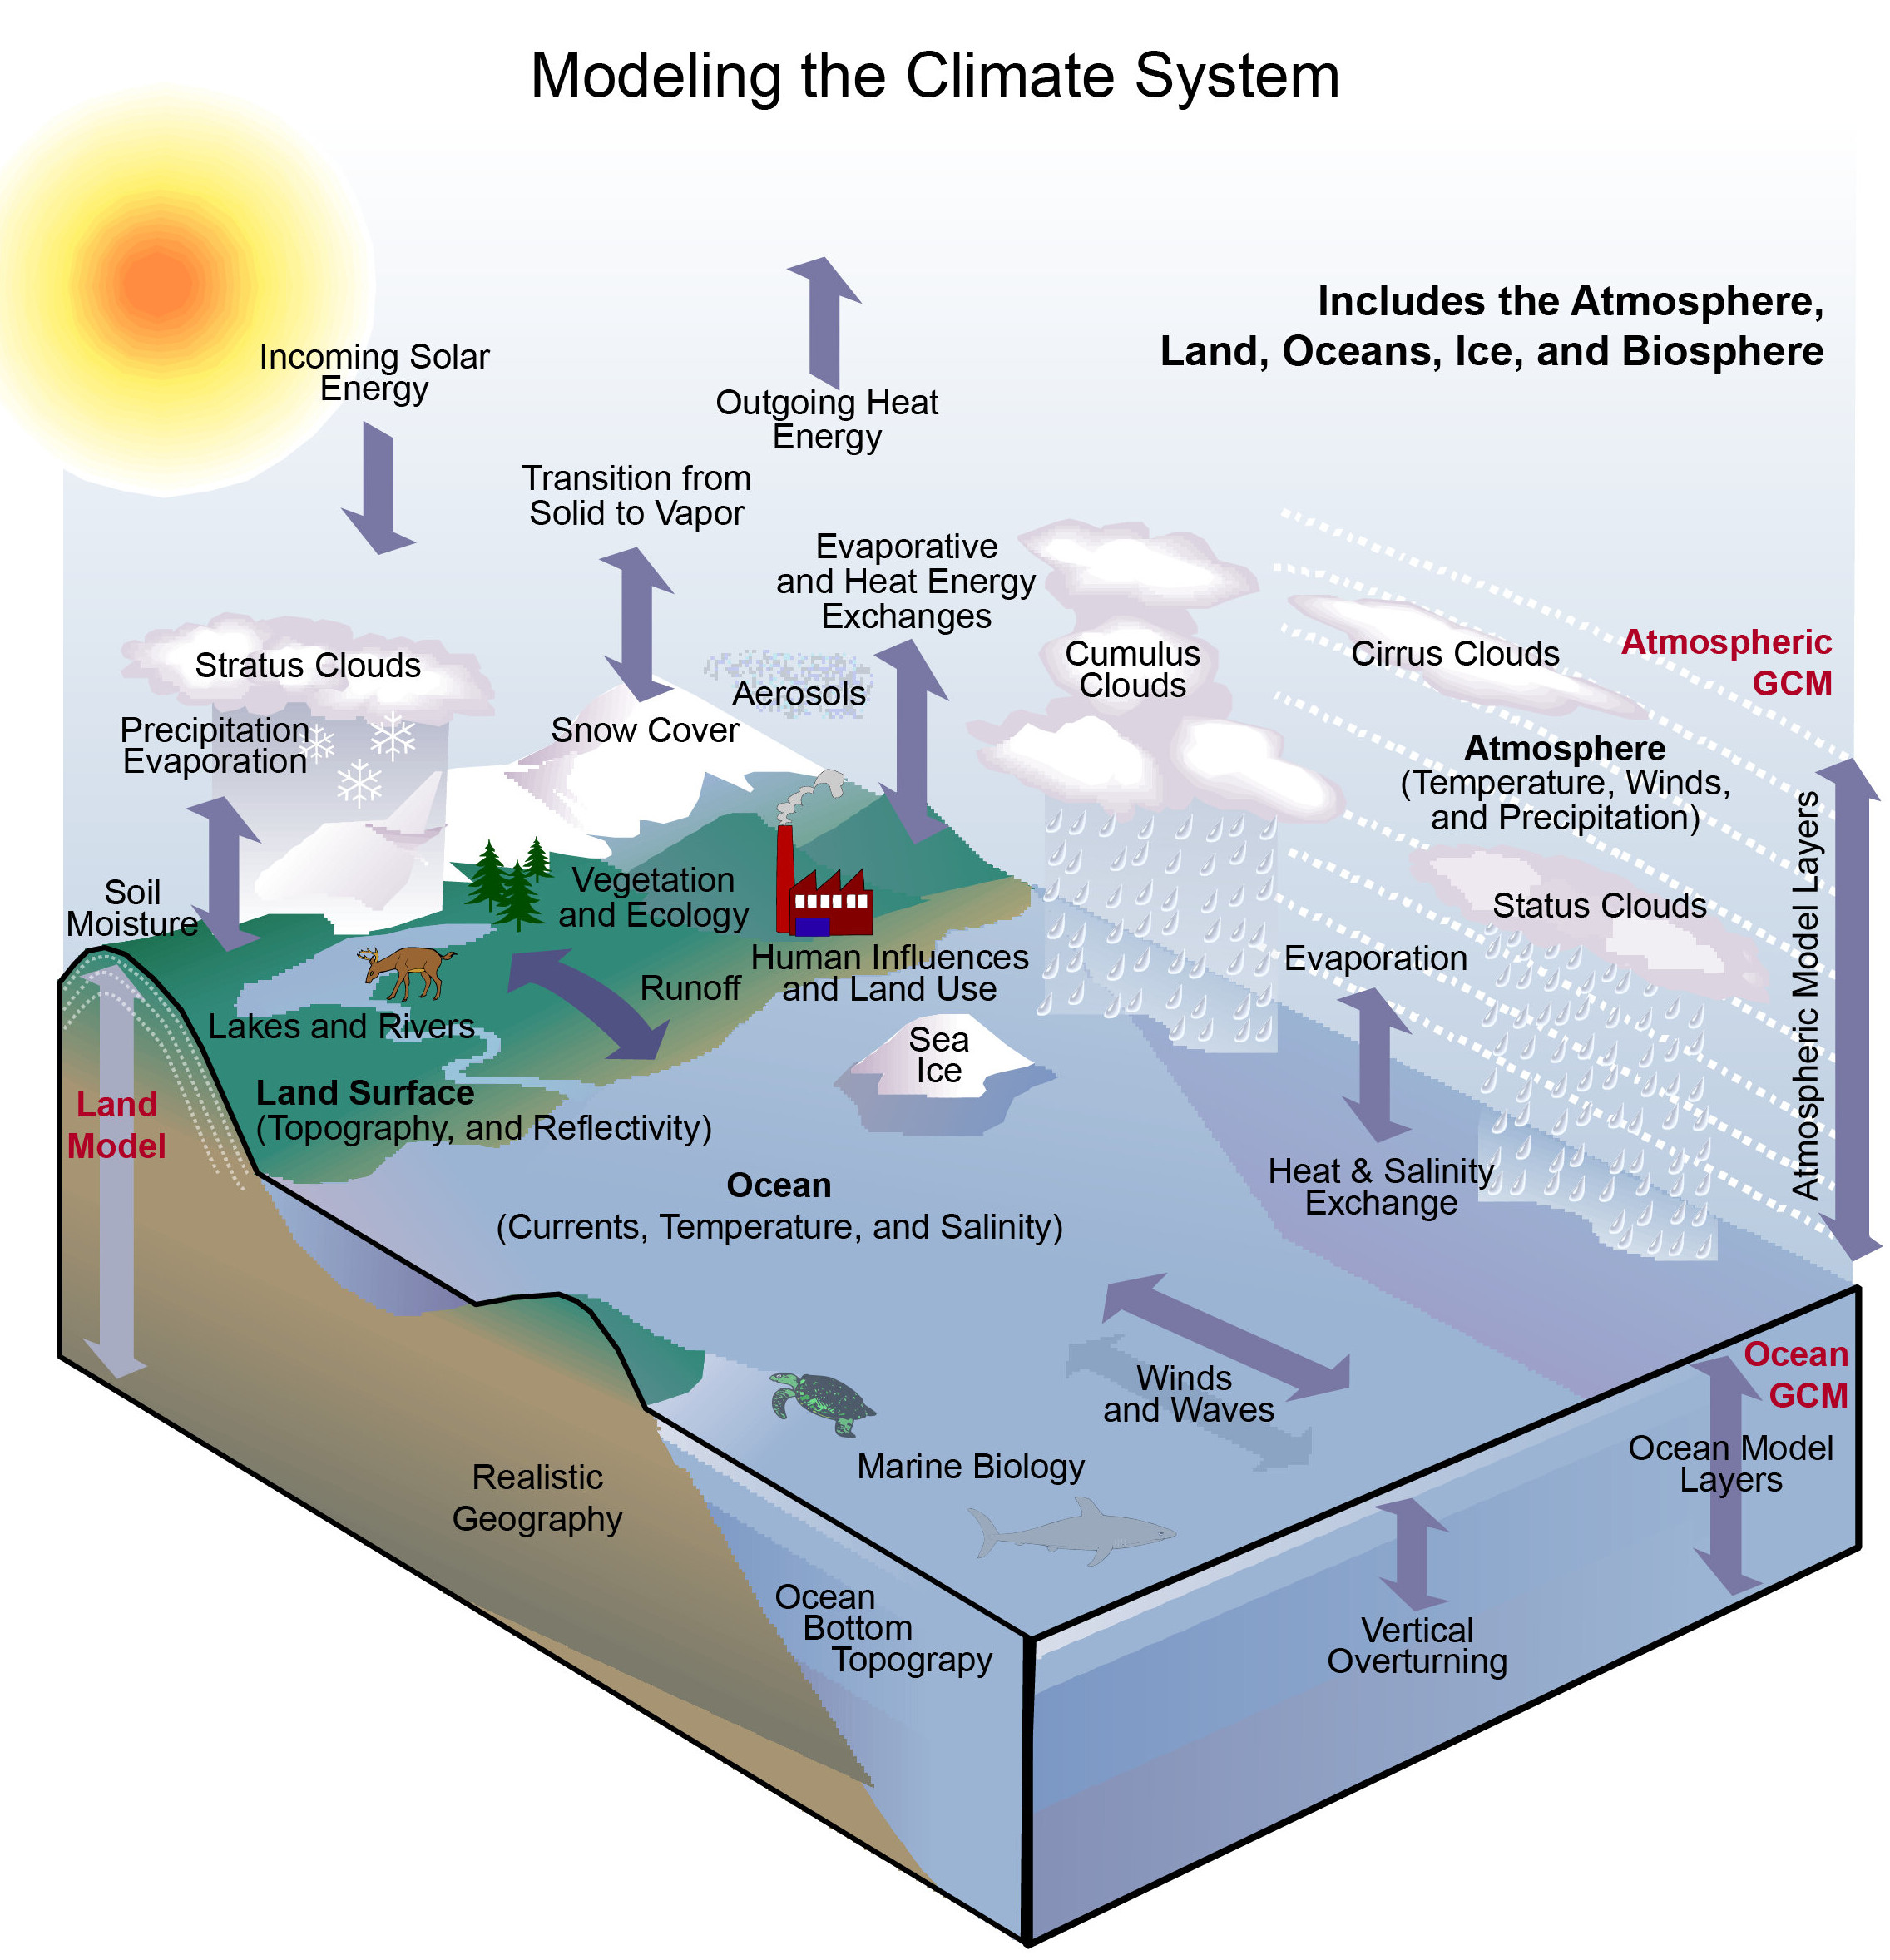 Modeling the Climate System
Includes the Atmosphere,
Land, Oceans, Ice, and Biosphere
Incoming Solar
Energy
Outgoing Heat
Energy
Transition from
Solid to Vapor
Evaporative
and Heat Energy
Exchanges
Stratus Clouds
Precipitation
Evaporation
Snow Cover
Aerosols
Cumulus
Clouds
Cirrus Clouds
Atmospheric
GCM
Atmosphere
(Temperature, Winds,
and Precipitation)
Atmospheric Model Layers
Status Clouds
Soil
Moisture
Vegetation
and Ecology
Human Influences
and Land Use
Runoff
Lakes and Rivers
Evaporation
Sea
Ice
Land
Model
Land Surface
(Topography, and Reflectivity)
Ocean
(Currents, Temperature, and Salinity)
Heat & Salinity
Exchange
Winds
and Waves
Ocean
GCM
Ocean Model
Layers
Marine Biology
Realistic
Geography
Ocean
Bottom
Topograpy
Vertical
Overturning